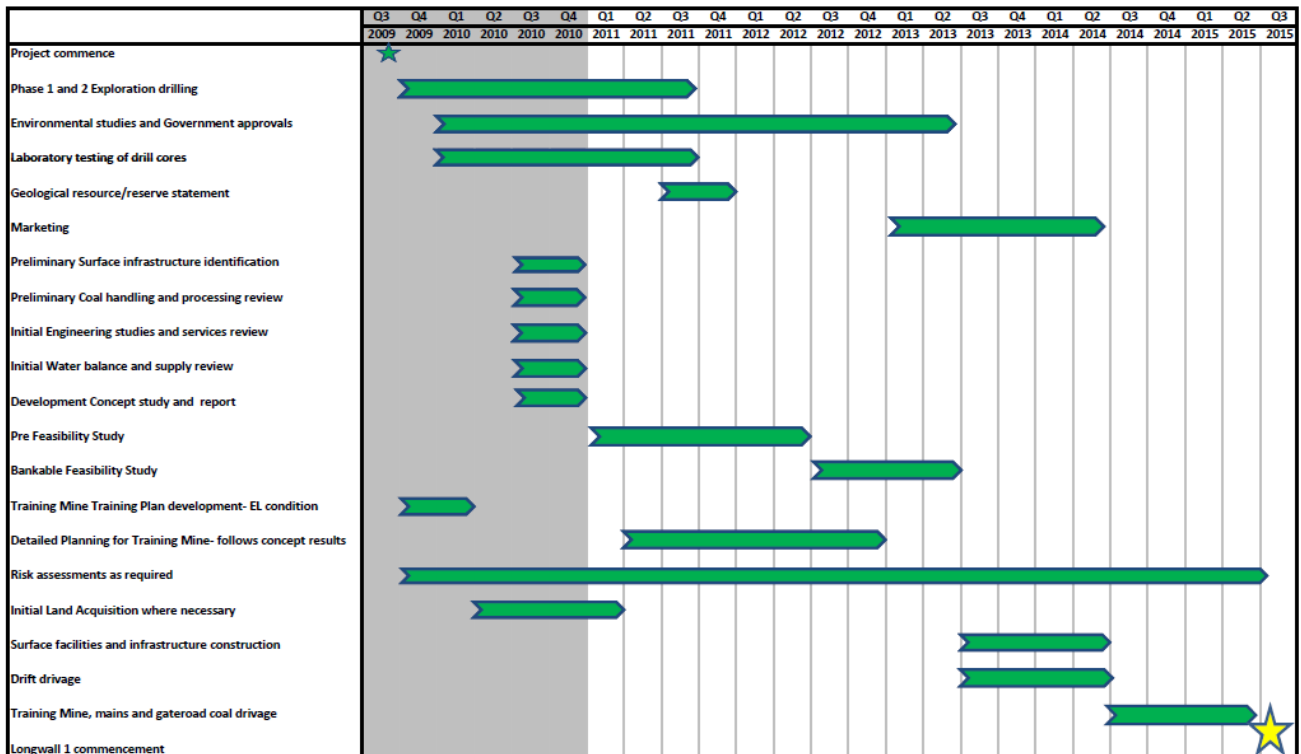 Q3 Q4 Q1 Q2 Q3 Q4 Q1 Q2 Q3 Q4 Q1 Q2 Q3 Q4 Q1 Q2 Q3 Q4 Q1 Q2 Q3 Q4 Q1 Q2 Q3
2009 2009 2010 2010 2010 2010 2011 2011 2011 2011 2012 2012 2012 2012 2013 2013 2013 2013 2014 2014 2014 2014 2015 2015 2015
Project commence
Phase 1 and 2 Exploration drilling
Environmental studies and Government approvals
Laboratory testing of drill cores
Geological resource/reserve statement
Marketing
Preliminary Surface infrastructure identification
Preliminary Coal handling and processing review
Initial Engineering studies and services review
Initial Water balance and supply review
Development Concept study and report
Pre Feasibility Study
Bankable Feasibility Study
Training Mine Training Plan development- EL condition
Detailed Planning for Training Mine- follows concept results
Risk assessments as required
Initial Land Acquisition where necessary
Surface facilities and infrastructure construction
Drift drivage
Training Mine, mains and gateroad coal drivage
Longwall 1 commencement